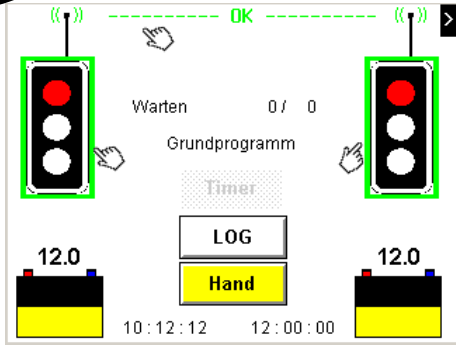 ((•)) ---------- OK ---------- ((•)) >
Warten 0 / 0
Grundprogramm
Timer
LOG
12.0 12.0
Hand
10:12:12 12:00:00